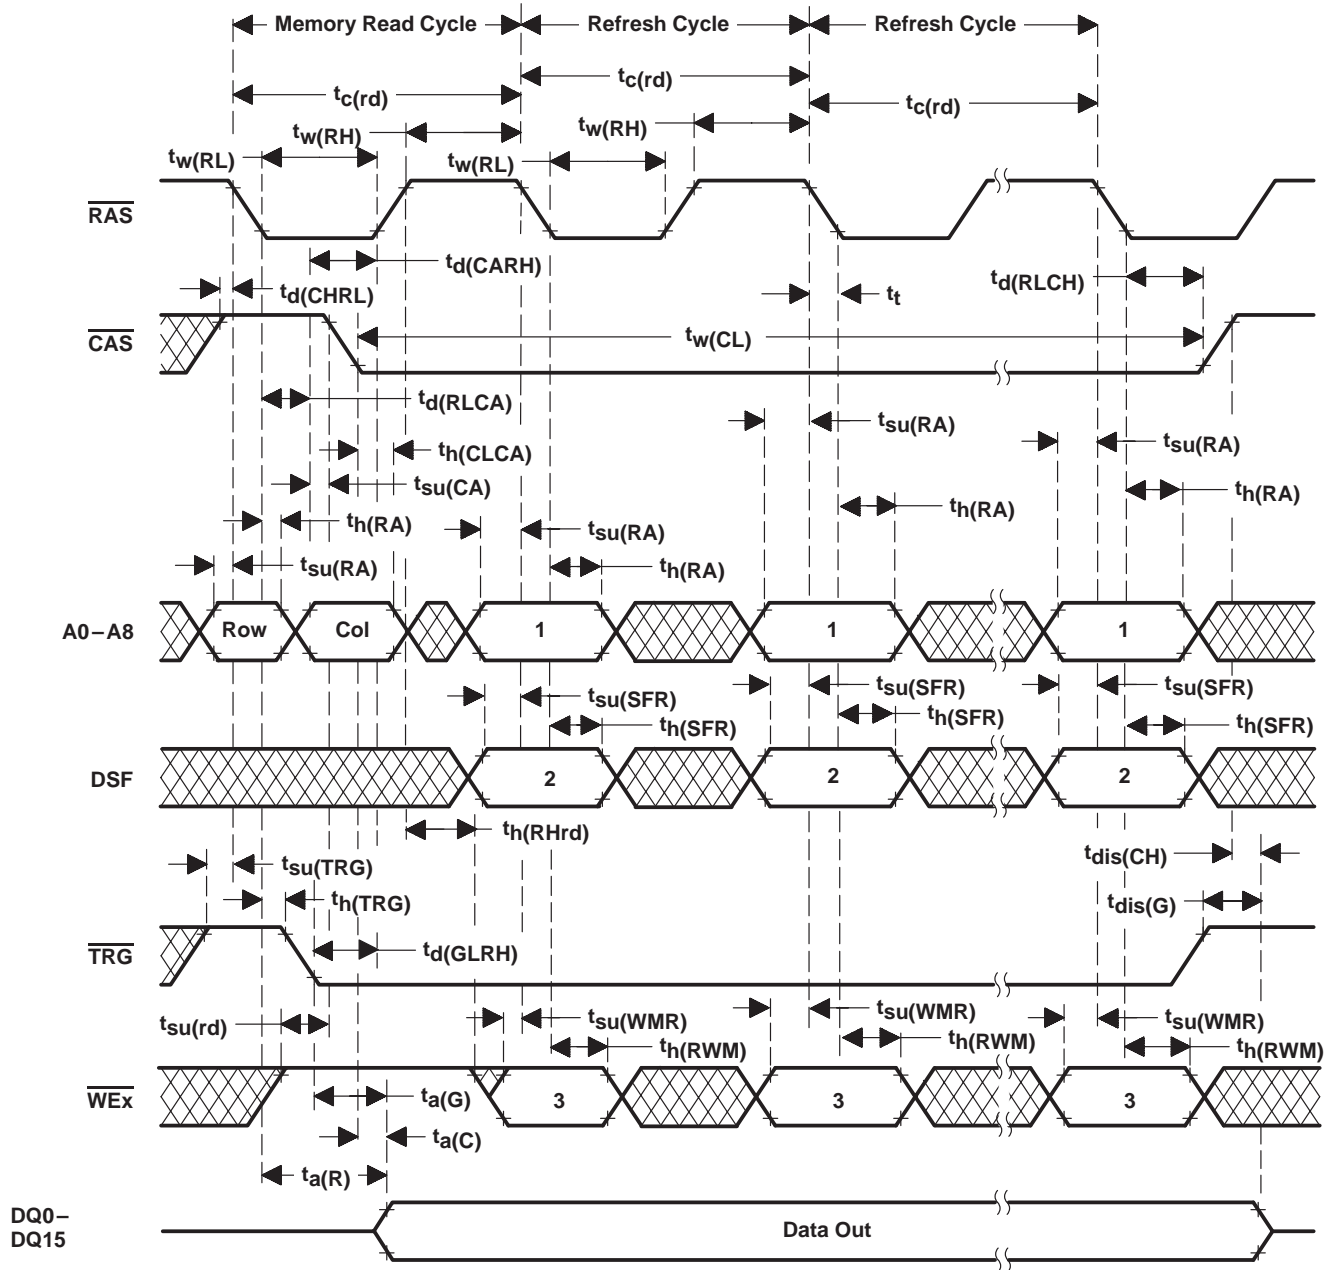 Memory Read Cycle Refresh Cycle Refresh Cycle
tc(rd)
tc(rd)
tc(rd)
tw(RH)
tw(RH)
tw(RL)
tw(RL)
RAS
td(CARH)
td(CHRL)
tt
td(RLCH)
CAS
tw(CL)
td(RLCA)
tsu(RA)
tsu(RA)
th(CLCA)
tsu(CA)
th(RA)
th(RA)
th(RA)
tsu(RA)
tsu(RA)
th(RA)
A0–A8 Row Col 1 1 1
tsu(SFR) tsu(SFR) tsu(SFR)
th(SFR) th(SFR) th(SFR)
DSF 2 2 2
th(RHrd)
tsu(TRG)
tdis(CH)
th(TRG)
tdis(G)
TRG
td(GLRH)
tsu(rd)
tsu(WMR) tsu(WMR) tsu(WMR)
th(RWM) th(RWM) th(RWM)
WEx 3 3 3
ta(G)
ta(C)
ta(R)
DQ0–
DQ15
Data Out